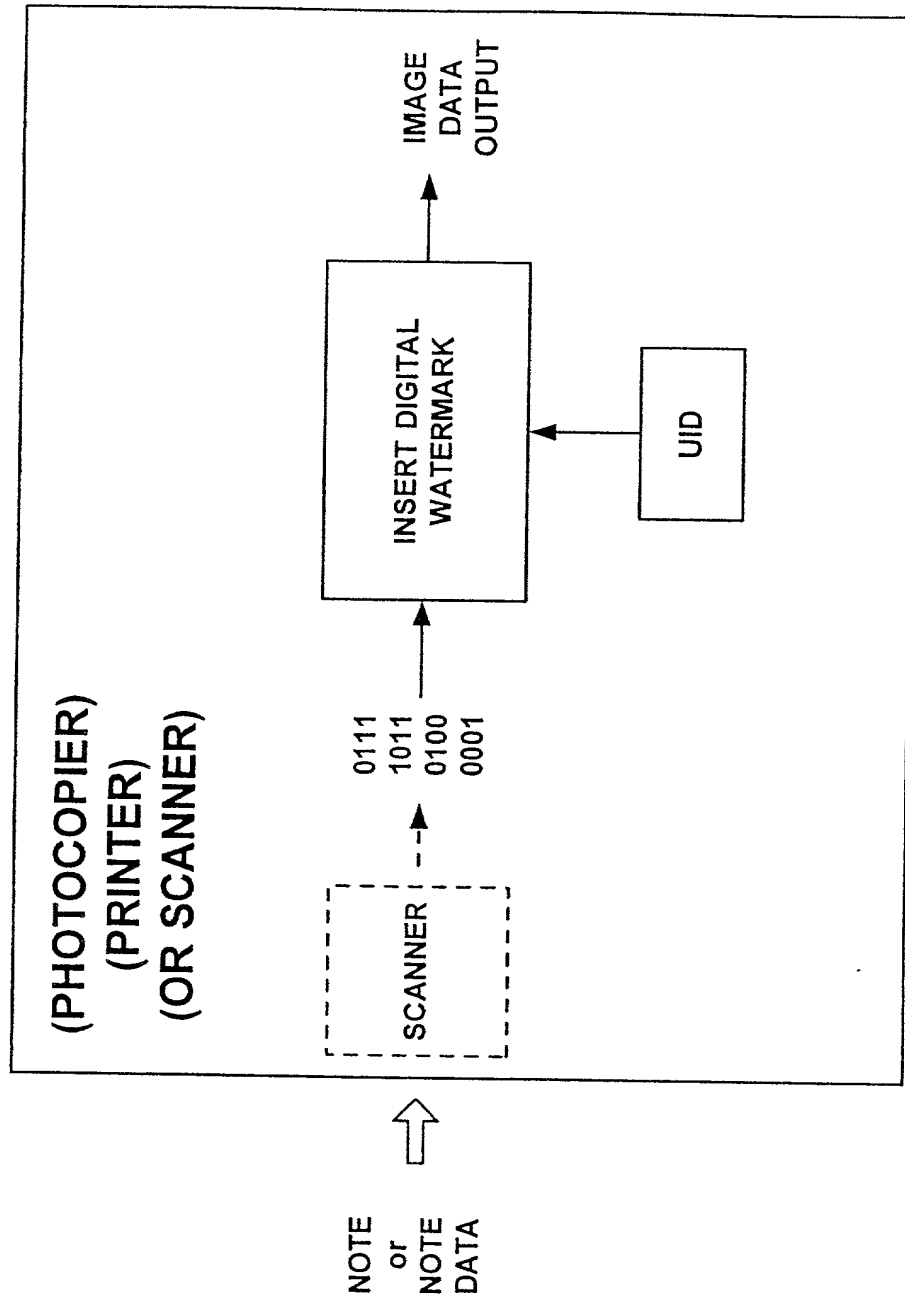 (PHOTOCOPIER)
(PRINTER)
(OR SCANNER)
NOTE
or
NOTE
DATA
SCANNER
0111
1011
0100
0001
INSERT DIGITAL
WATERMARK
UID
IMAGE
DATA
OUTPUT